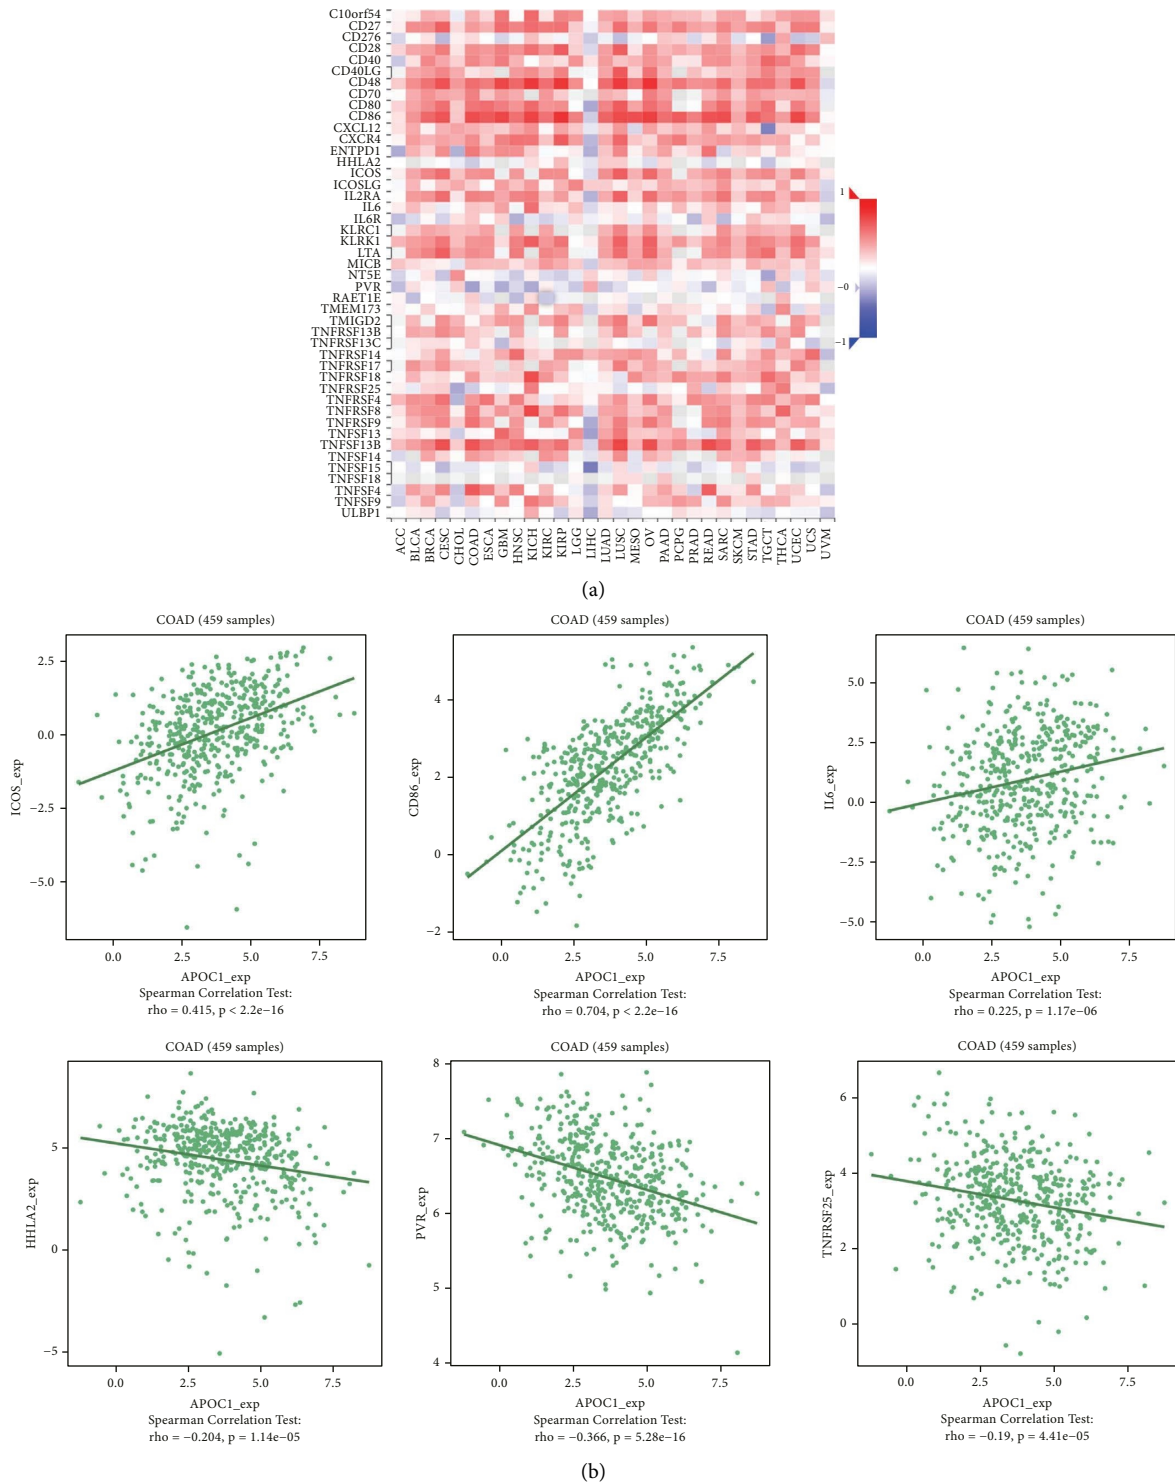 C10orf54
CD27
CD276
CD28
CD40
CD40LG
CD48
CD70
CD80
CD86
CXCL12
CXCR4
ENTPD1
HHLA2
ICOS
ICOSLG
IL2RA
IL6
IL6R
KLRC1
KLRK1
LTA
MICB
NT5E
PVR
RAET1E
TMEM173
TMIGD2
TNFRSF13B
TNFRSF13C
TNFRSF14
TNFRSF17
TNFRSF18
TNFRSF25
TNFRSF4
TNFRSF8
TNFRSF9
TNFSF13
TNFSF13B
TNFSF14
TNFSF15
TNFSF18
TNFSF4
TNFSF9
ULBP1
1
−0
−1
ACC BLCA BRCA CESC CHOL COAD ESCA GBM HNSC KICH KIRC KIRP LGG LIHC LUAD LUSC MESO OV PAAD PCPG PRAD READ SARC SKCM STAD TGCT THCA UCEC UCS UVM
(a)
COAD (459 samples)
ICOS_exp
2.5
0.0
−2.5
−5.0
0.0 2.5 5.0 7.5
APOC1_exp
Spearman Correlation Test:
rho = 0.415, p < 2.2e−16
COAD (459 samples)
CD86_exp
4
2
0
−2
0.0 2.5 5.0 7.5
APOC1_exp
Spearman Correlation Test:
rho = 0.704, p < 2.2e−16
COAD (459 samples)
IL6_exp
5.0
2.5
0.0
−2.5
−5.0
0.0 2.5 5.0 7.5
APOC1_exp
Spearman Correlation Test:
rho = 0.225, p = 1.17e−06
COAD (459 samples)
HHLA2_exp
5
0
−5
0.0 2.5 5.0 7.5
APOC1_exp
Spearman Correlation Test:
rho = −0.204, p = 1.14e−05
COAD (459 samples)
PVR_exp
8
7
6
5
4
0.0 2.5 5.0 7.5
APOC1_exp
Spearman Correlation Test:
rho = −0.366, p = 5.28e−16
COAD (459 samples)
TNFRSF25_exp
6
4
2
0
0.0 2.5 5.0 7.5
APOC1_exp
Spearman Correlation Test:
rho = −0.19, p = 4.41e−05
(b)